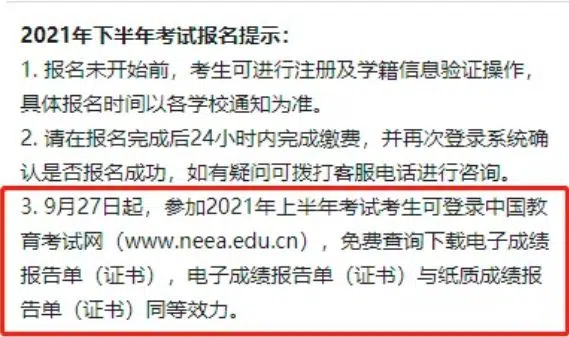 2021年下半年考试报名提示：
1. 报名未开始前，考生可进行注册及学籍信息验证操作，
具体报名时间以各学校通知为准。
2. 请在报名完成后24小时内完成缴费，并再次登录系统确
认是否报名成功，如有疑问可拨打客服电话进行咨询。
3. 9月27日起，参加2021年上半年考试考生可登录中国教
育考试网（www.neea.edu.cn），免费查询下载电子成绩
报告单（证书），电子成绩报告单（证书）与纸质成绩报
告单（证书）同等效力。